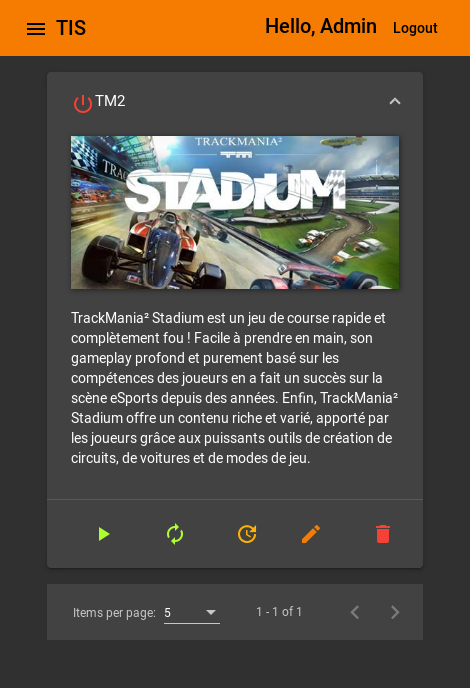 TIS
Hello, Admin
Logout
TM2
TRACKMANIA²
TM
STADIUM
TrackMania² Stadium est un jeu de course rapide et
complètement fou ! Facile à prendre en main, son
gameplay profond et purement basé sur les
compétences des joueurs en a fait un succès sur la
scène eSports depuis des années. Enfin, TrackMania²
Stadium offre un contenu riche et varié, apporté par
les joueurs grâce aux puissants outils de création de
circuits, de voitures et de modes de jeu.
Items per page:
5
1 - 1 of 1